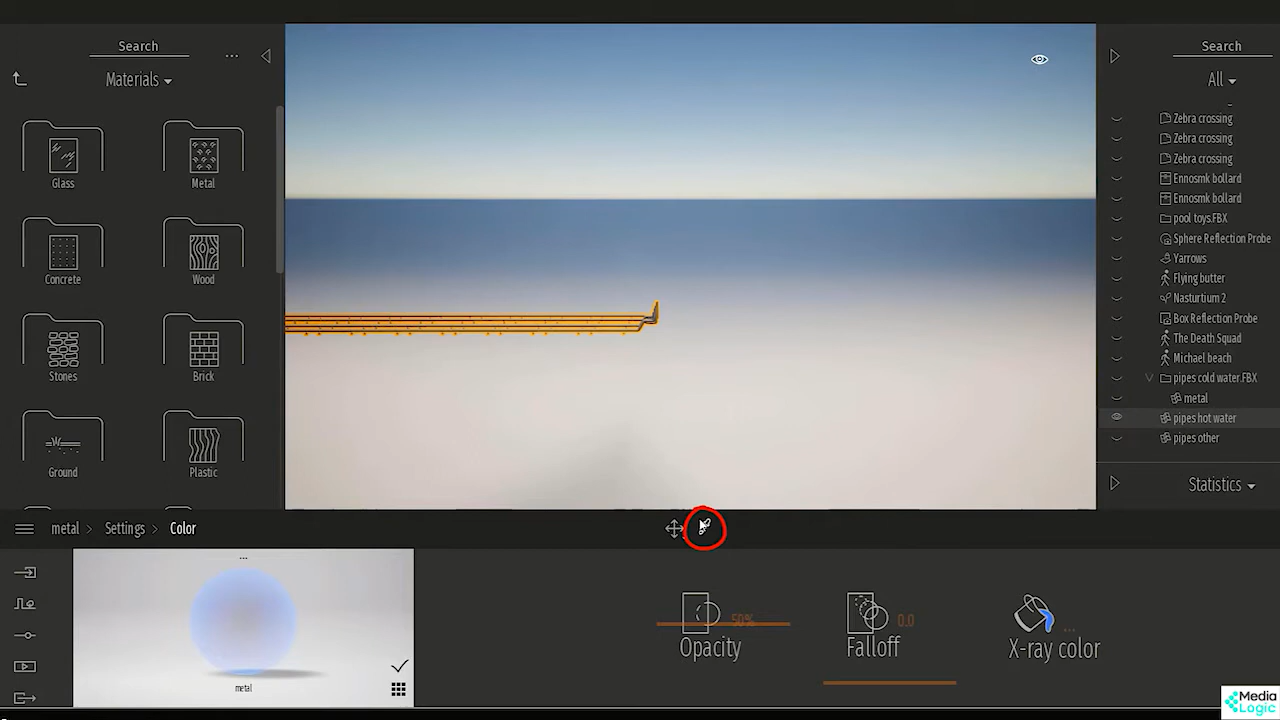 Search
...
Materials
Glass
Metal
Concrete
Wood
Stones
Brick
Ground
Plastic
Search
All
Zebra crossing
Zebra crossing
Zebra crossing
Ennosmk bollard
Ennosmk bollard
pool toys.FBX
Sphere Reflection Probe
Yarrows
Flying butter
Nasturtium 2
Box Reflection Probe
The Death Squad
Michael beach
pipes cold water.FBX
metal
pipes hot water
pipes other
Statistics
metal > Settings > Color
...
metal
50%
Opacity
0.0
Falloff
...
X-ray color
Media
Logic